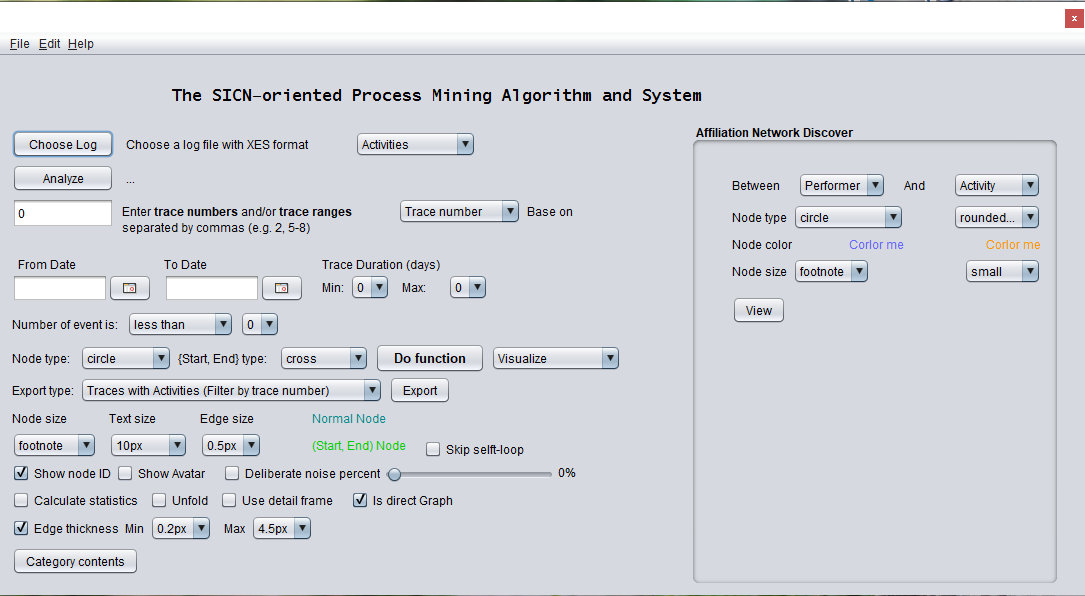 x
File Edit Help
The SICN-oriented Process Mining Algorithm and System
Choose Log Choose a log file with XES format Activities
Analyze ...
0 Enter trace numbers and/or trace ranges Trace number Base on
separated by commas (e.g. 2, 5-8)
From Date To Date Trace Duration (days)
Min: 0 Max: 0
Number of event is: less than 0
Node type: circle {Start, End} type: cross Do function Visualize
Export type: Traces with Activities (Filter by trace number) Export
Node size Text size Edge size Normal Node
footnote 10px 0.5px (Start, End) Node Skip selft-loop
Show node ID Show Avatar Deliberate noise percent 0%
Calculate statistics Unfold Use detail frame Is direct Graph
Edge thickness Min 0.2px Max 4.5px
Category contents
Affiliation Network Discover
Between Performer And Activity
Node type circle rounded...
Node color Corlor me Corlor me
Node size footnote small
View